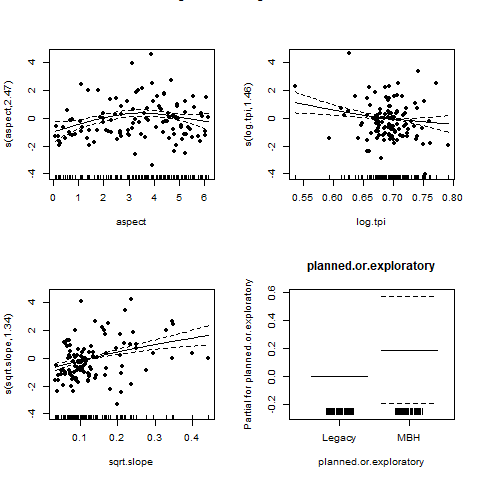 s(aspect,2.47)
4
2
0
-2
-4
0 1 2 3 4 5 6
aspect
s(log.tpi,1.46)
4
2
0
-2
-4
0.55 0.60 0.65 0.70 0.75 0.80
log.tpi
s(sqrt.slope,1.34)
4
2
0
-2
-4
0.1 0.2 0.3 0.4
sqrt.slope
planned.or.exploratory
Partial for planned.or.exploratory
0.6
0.4
0.2
0.0
-0.2
Legacy MBH
planned.or.exploratory